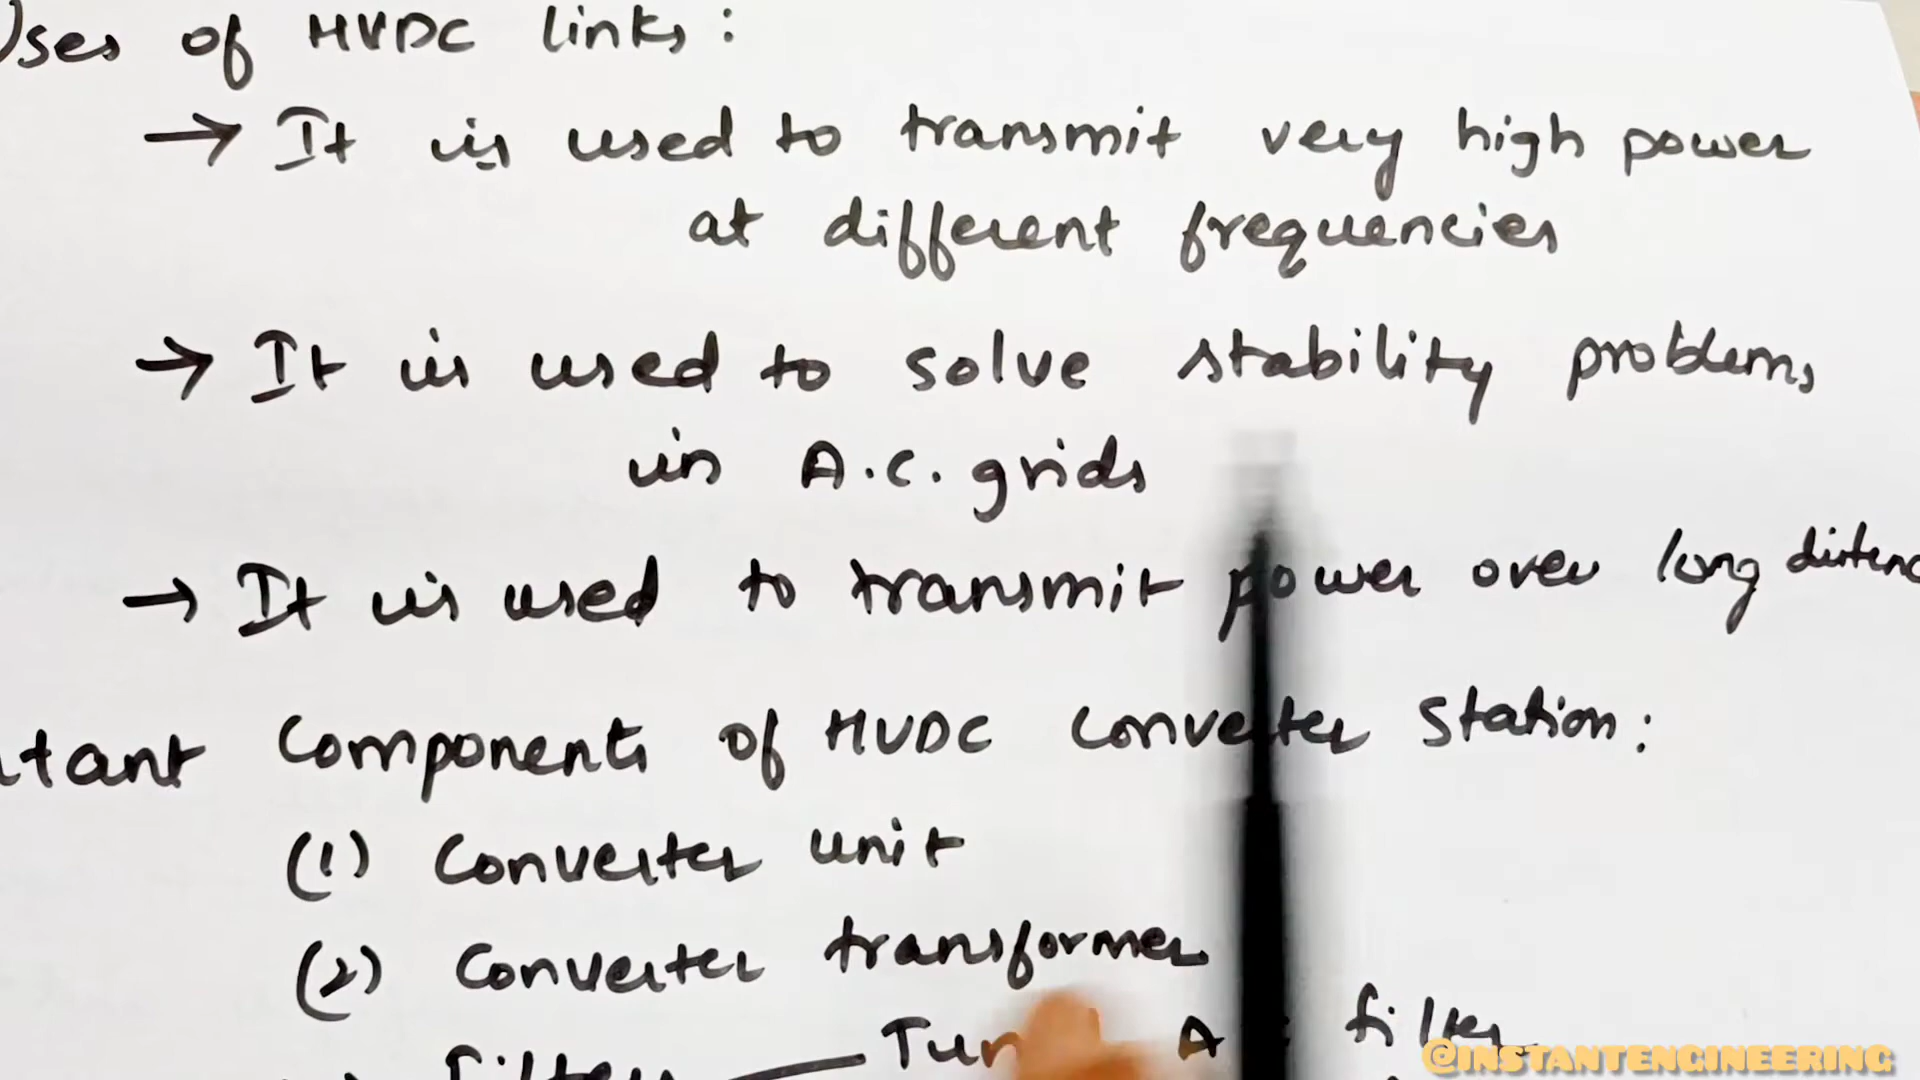 Uses of HVDC links:
→ It is used to transmit very high power
at different frequencies
→ It is used to solve stability problems
in A.C. grids
→ It is used to transmit power over long distanc
tant Components of HVDC Converter Station:
(1) Converter unit
(2) Converter transformer
Filter — Tun A filter
@INSTANTENGINEERING